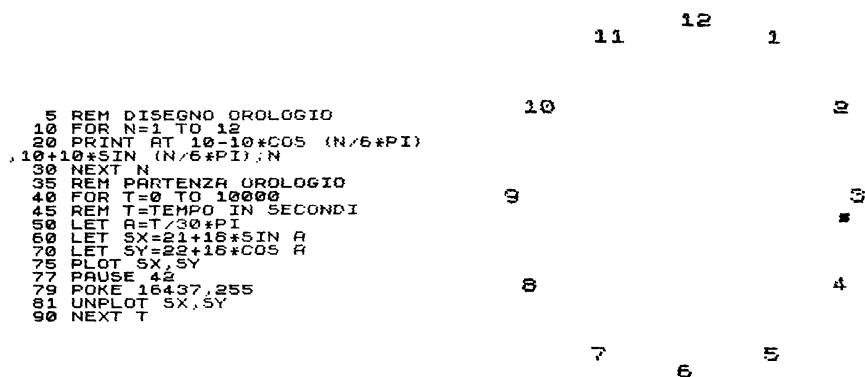 5 REM DISEGNO OROLOGIO
10 FOR N=1 TO 12
20 PRINT AT 10-10*COS (N/6*PI)
,10+10*SIN (N/6*PI);N
30 NEXT N
35 REM PARTENZA OROLOGIO
40 FOR T=0 TO 10000
45 REM T=TEMPO IN SECONDI
50 LET A=T/30*PI
60 LET SX=21+18*SIN A
70 LET SY=22+18*COS A
75 PLOT SX,SY
77 PAUSE 42
79 POKE 16437,255
81 UNPLOT SX,SY
90 NEXT T
12
11 1
10 2
9 3
8 4
7 5
6